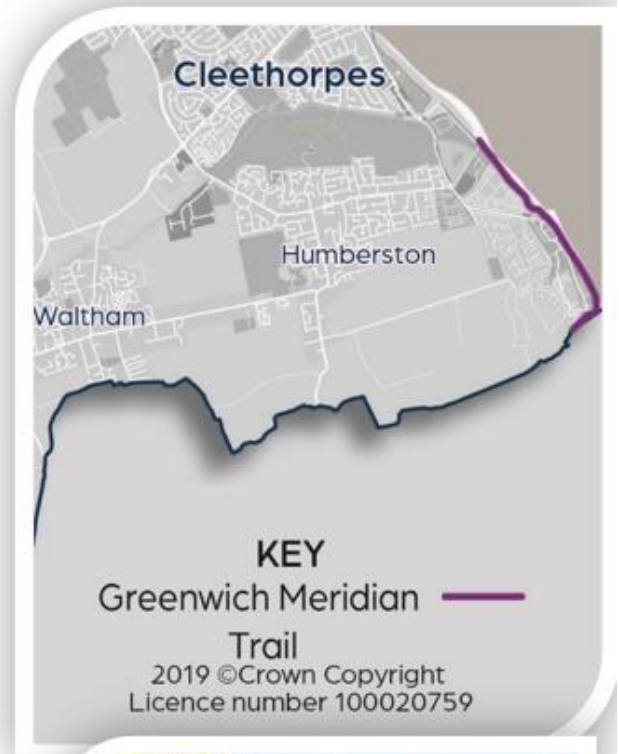 Cleethorpes
Humberston
Waltham
KEY
Greenwich Meridian
Trail
2019 ©Crown Copyright
Licence number 100020759